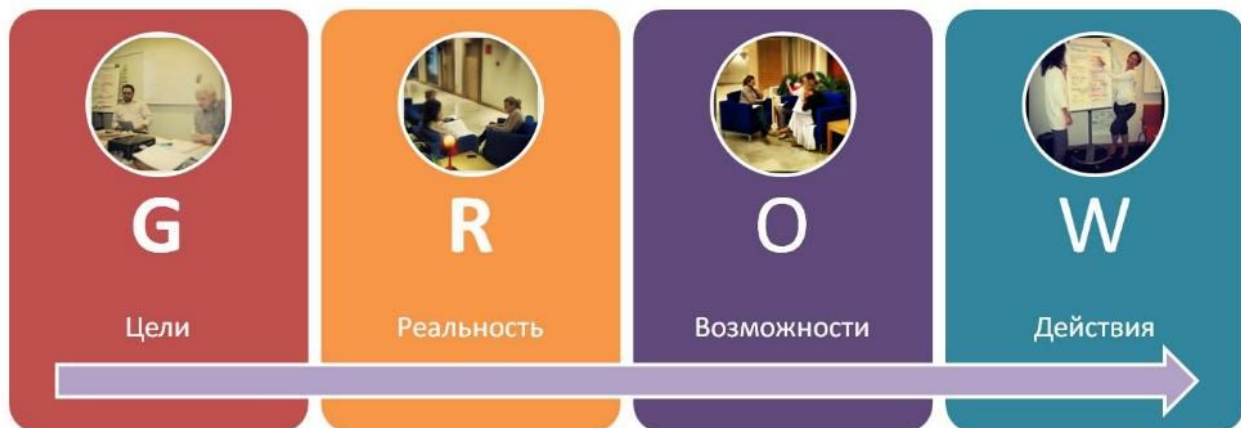 G
R
O
W
Цели
Реальность
Возможности
Действия